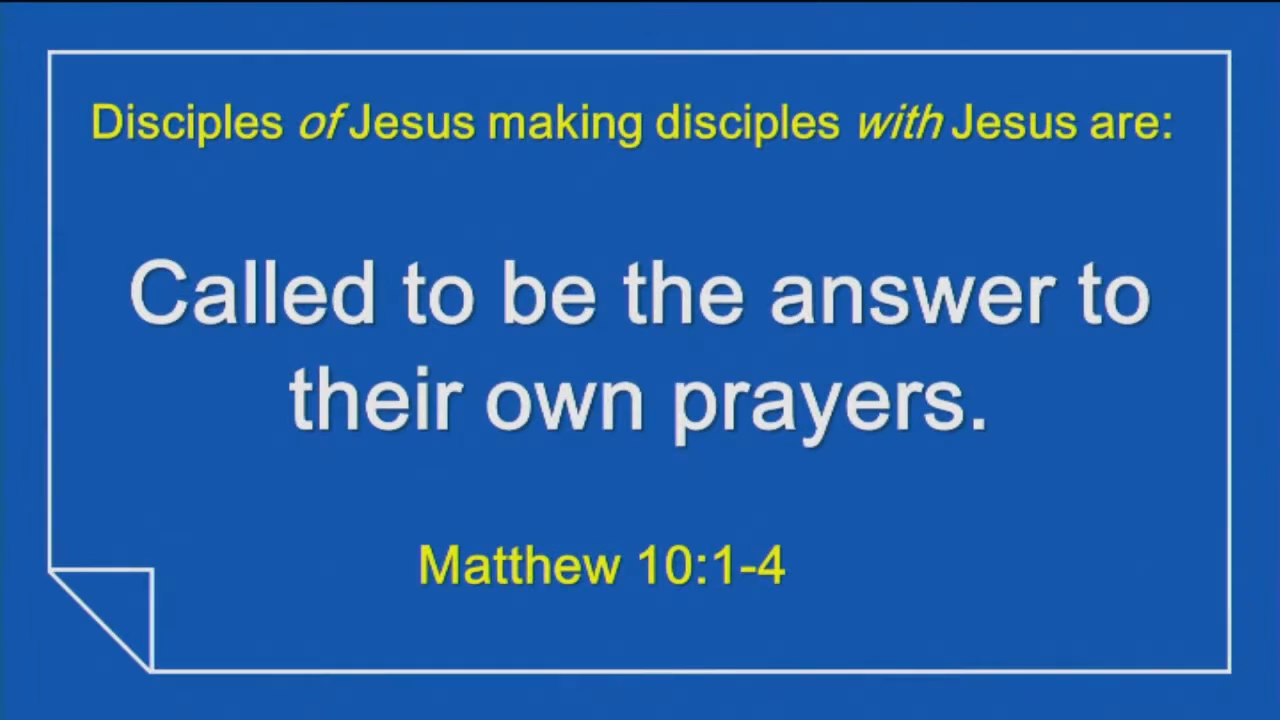 Disciples of Jesus making disciples with Jesus are:
Called to be the answer to
their own prayers.
Matthew 10:1-4